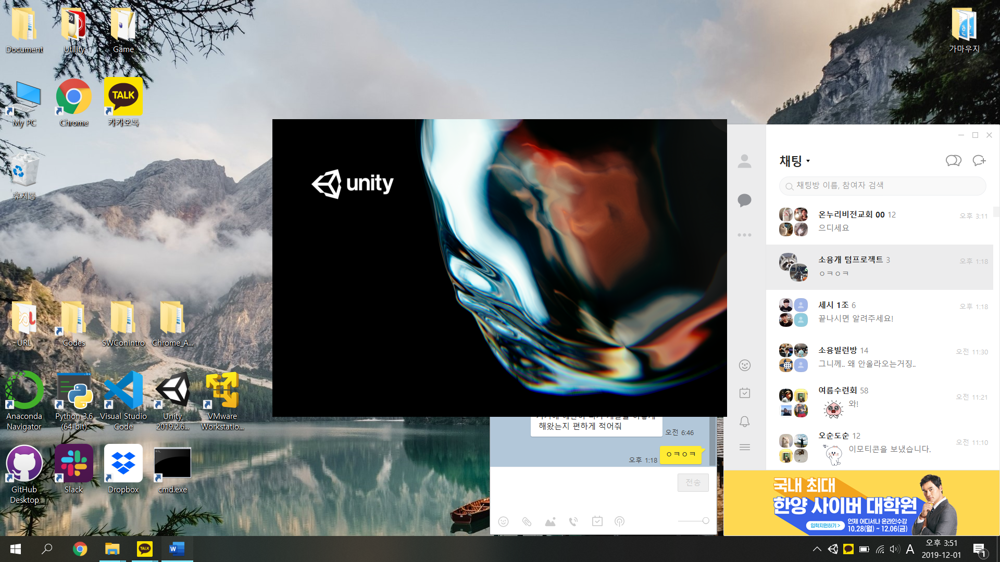 Document
Utility
Game
가마우지
My PC
Chrome
TALK
카카오톡
휴지통
unity
채팅
채팅방 이름, 참여자 검색
온누리비전교회 00 12
오후 3:11
으디세요
소융개 텀프로젝트 3
오후 1:18
ㅇㅋㅇㅋ
세시 1조 6
오후 1:18
끝나시면 알려주세요!
소융빌런방 14
오전 11:30
그니께.. 왜 안올라오는거징..
여름수련회 58
오전 11:21
와!
오순도순 12
오전 11:10
이모티콘을 보냈습니다.
URL
Codes
SWConIntro
Chrome_A...
Anaconda
Navigator
Python 3.6
(64-bit)
Visual Studio
Code
Unity
2019.2.6...
VMware
Workstatio...
해왔는지 편하게 적어줘
오전 6:46
오후 1:18
ㅇㅋㅇㅋ
전송
GitHub
Desktop
Slack
Dropbox
cmd.exe
국내 최대
한양 사이버 대학원
입학지원하기 >
언제 어디서나 온라인수강
10.28(월) ~ 12.06(금)
TALK
W
A
오후 3:51
2019-12-01
1